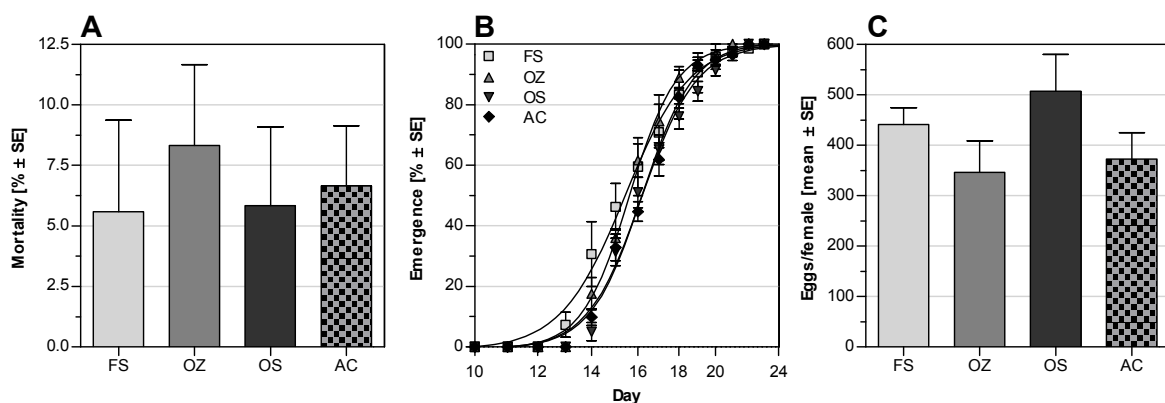 A
Mortality [% ± SE]
12.5
10.0
7.5
5.0
2.5
0.0
FS OZ OS AC
B
Emergence [% ± SE]
100
80
60
40
20
0
FS
OZ
OS
AC
10 12 14 16 18 20 24
Day
C
Eggs/female [mean ± SE]
600
500
400
300
200
100
0
FS OZ OS AC